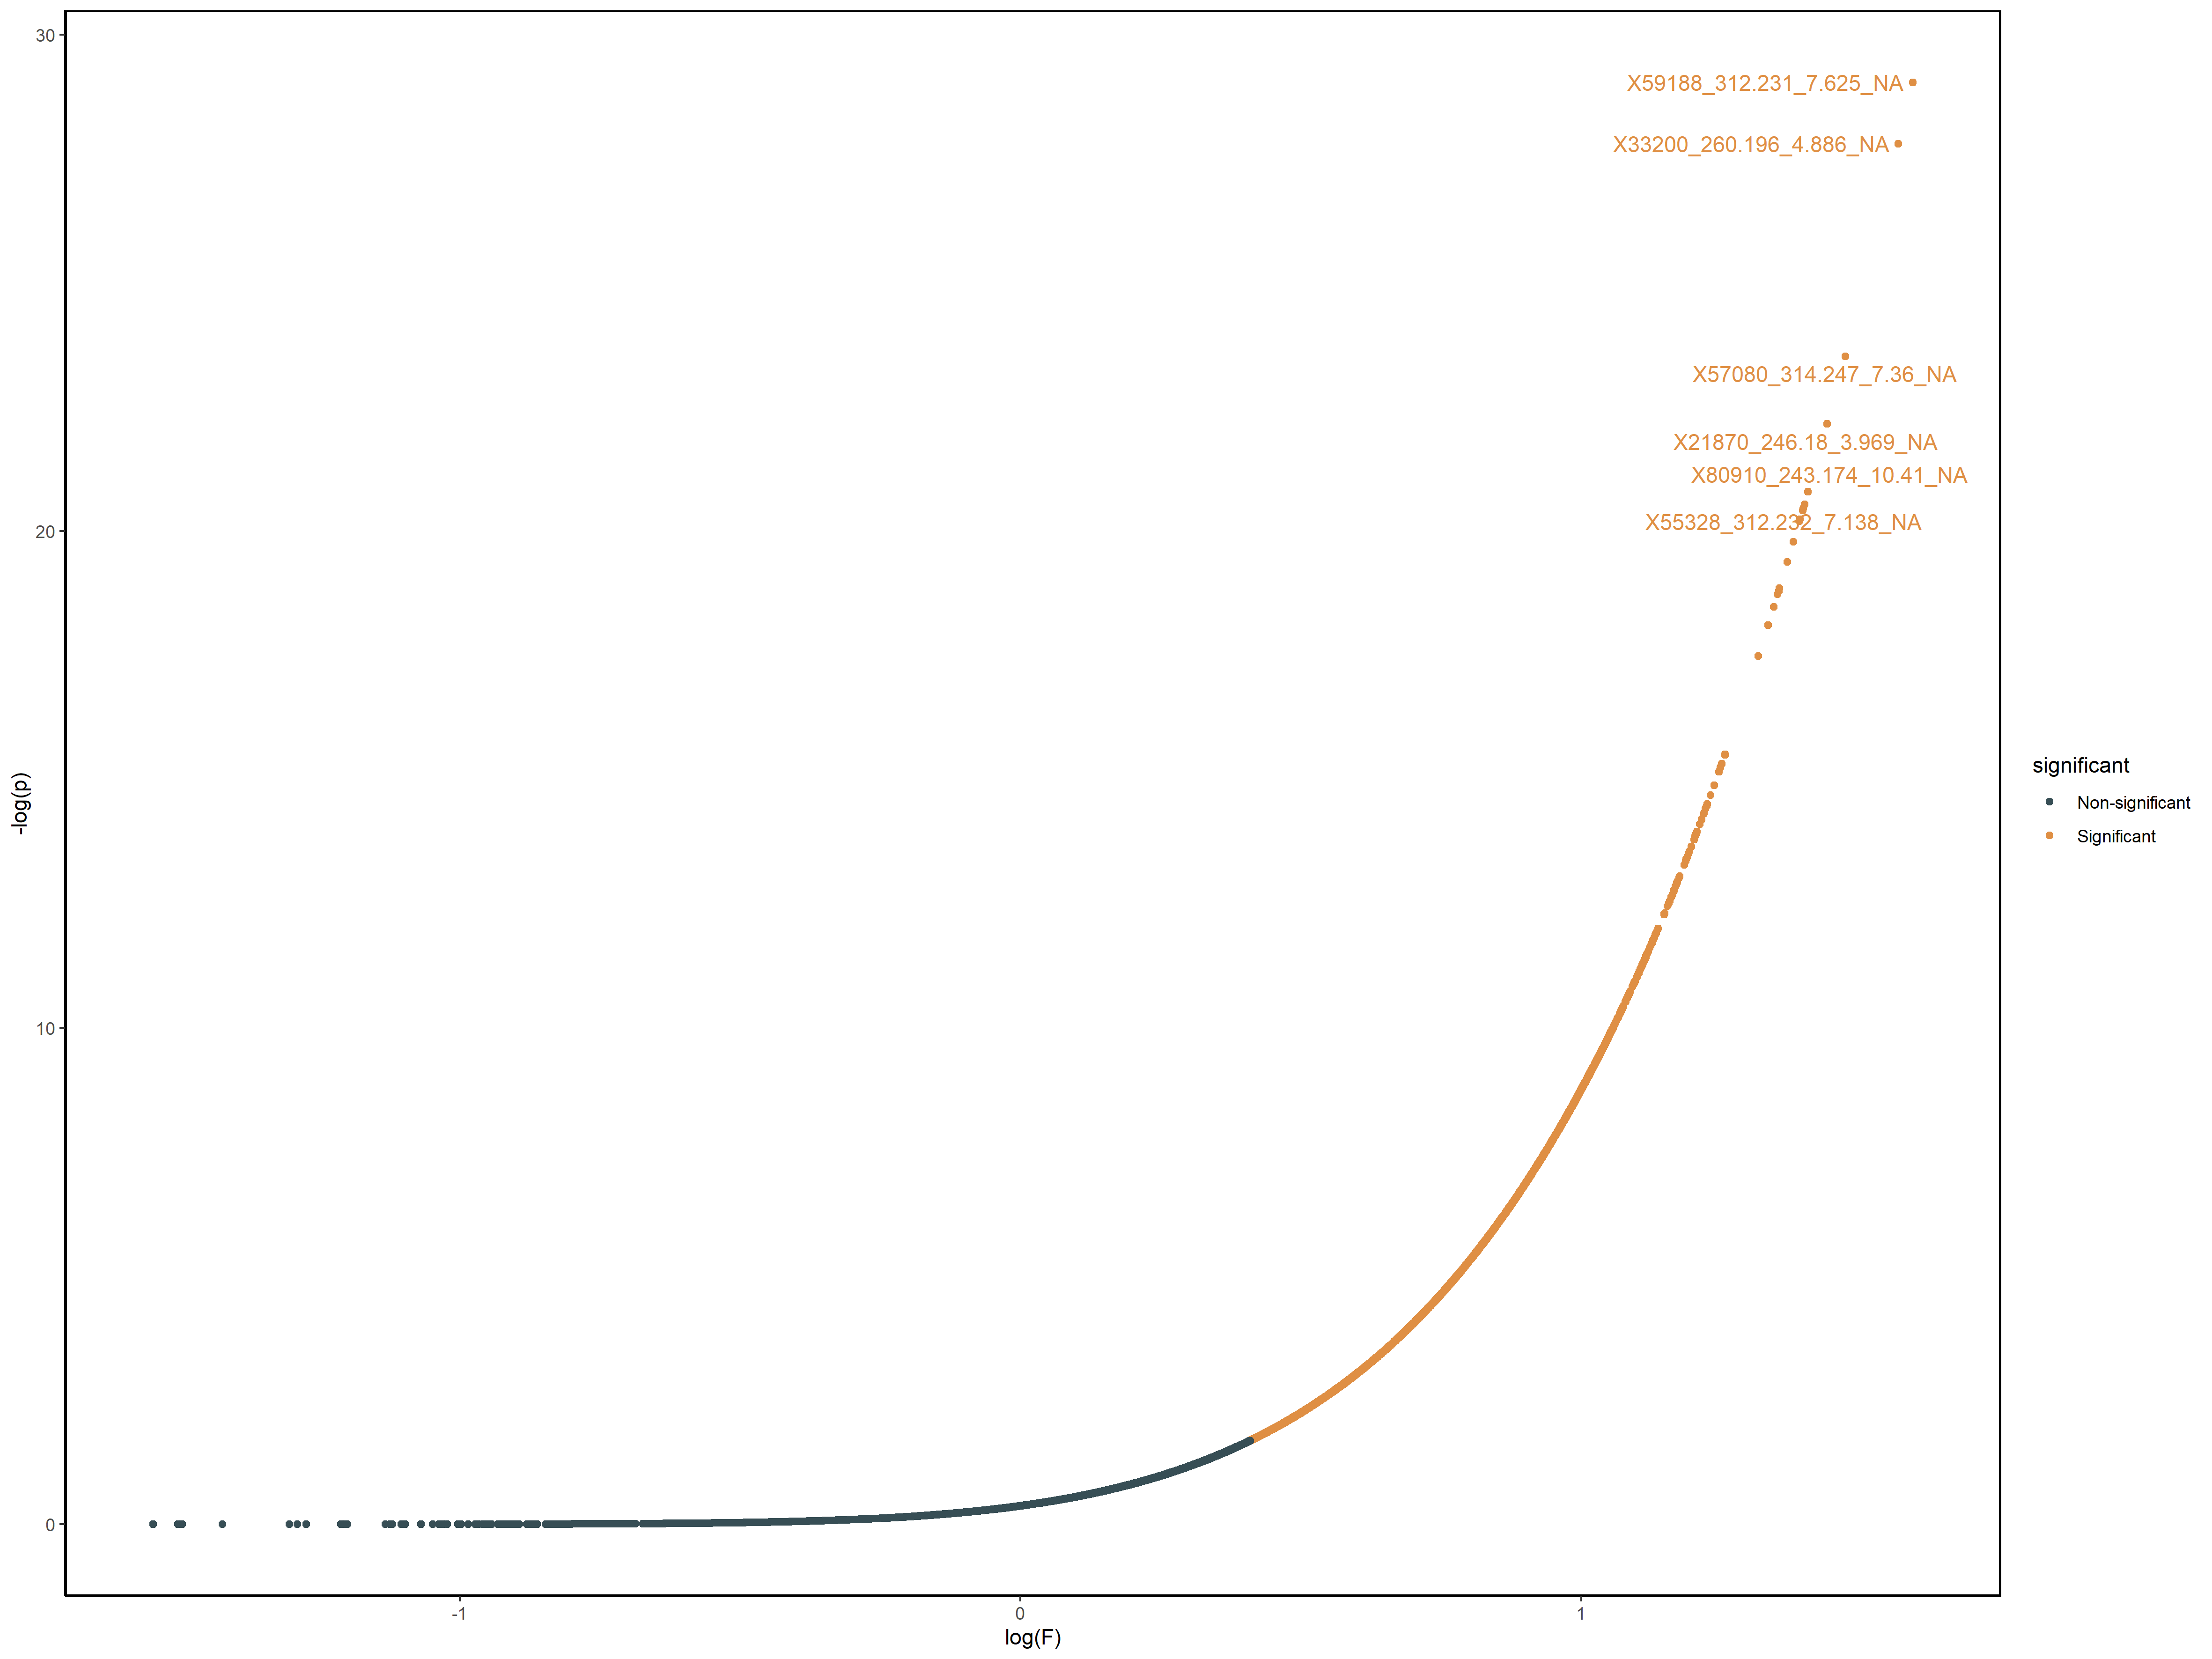 30
X59188_312.231_7.625_NA
X33200_260.196_4.886_NA
X57080_314.247_7.36_NA
X21870_246.18_3.969_NA
X80910_243.174_10.41_NA
20
X55328_312.232_7.138_NA
-log(p)
significant
Non-significant
Significant
10
0
-1
0
1
log(F)